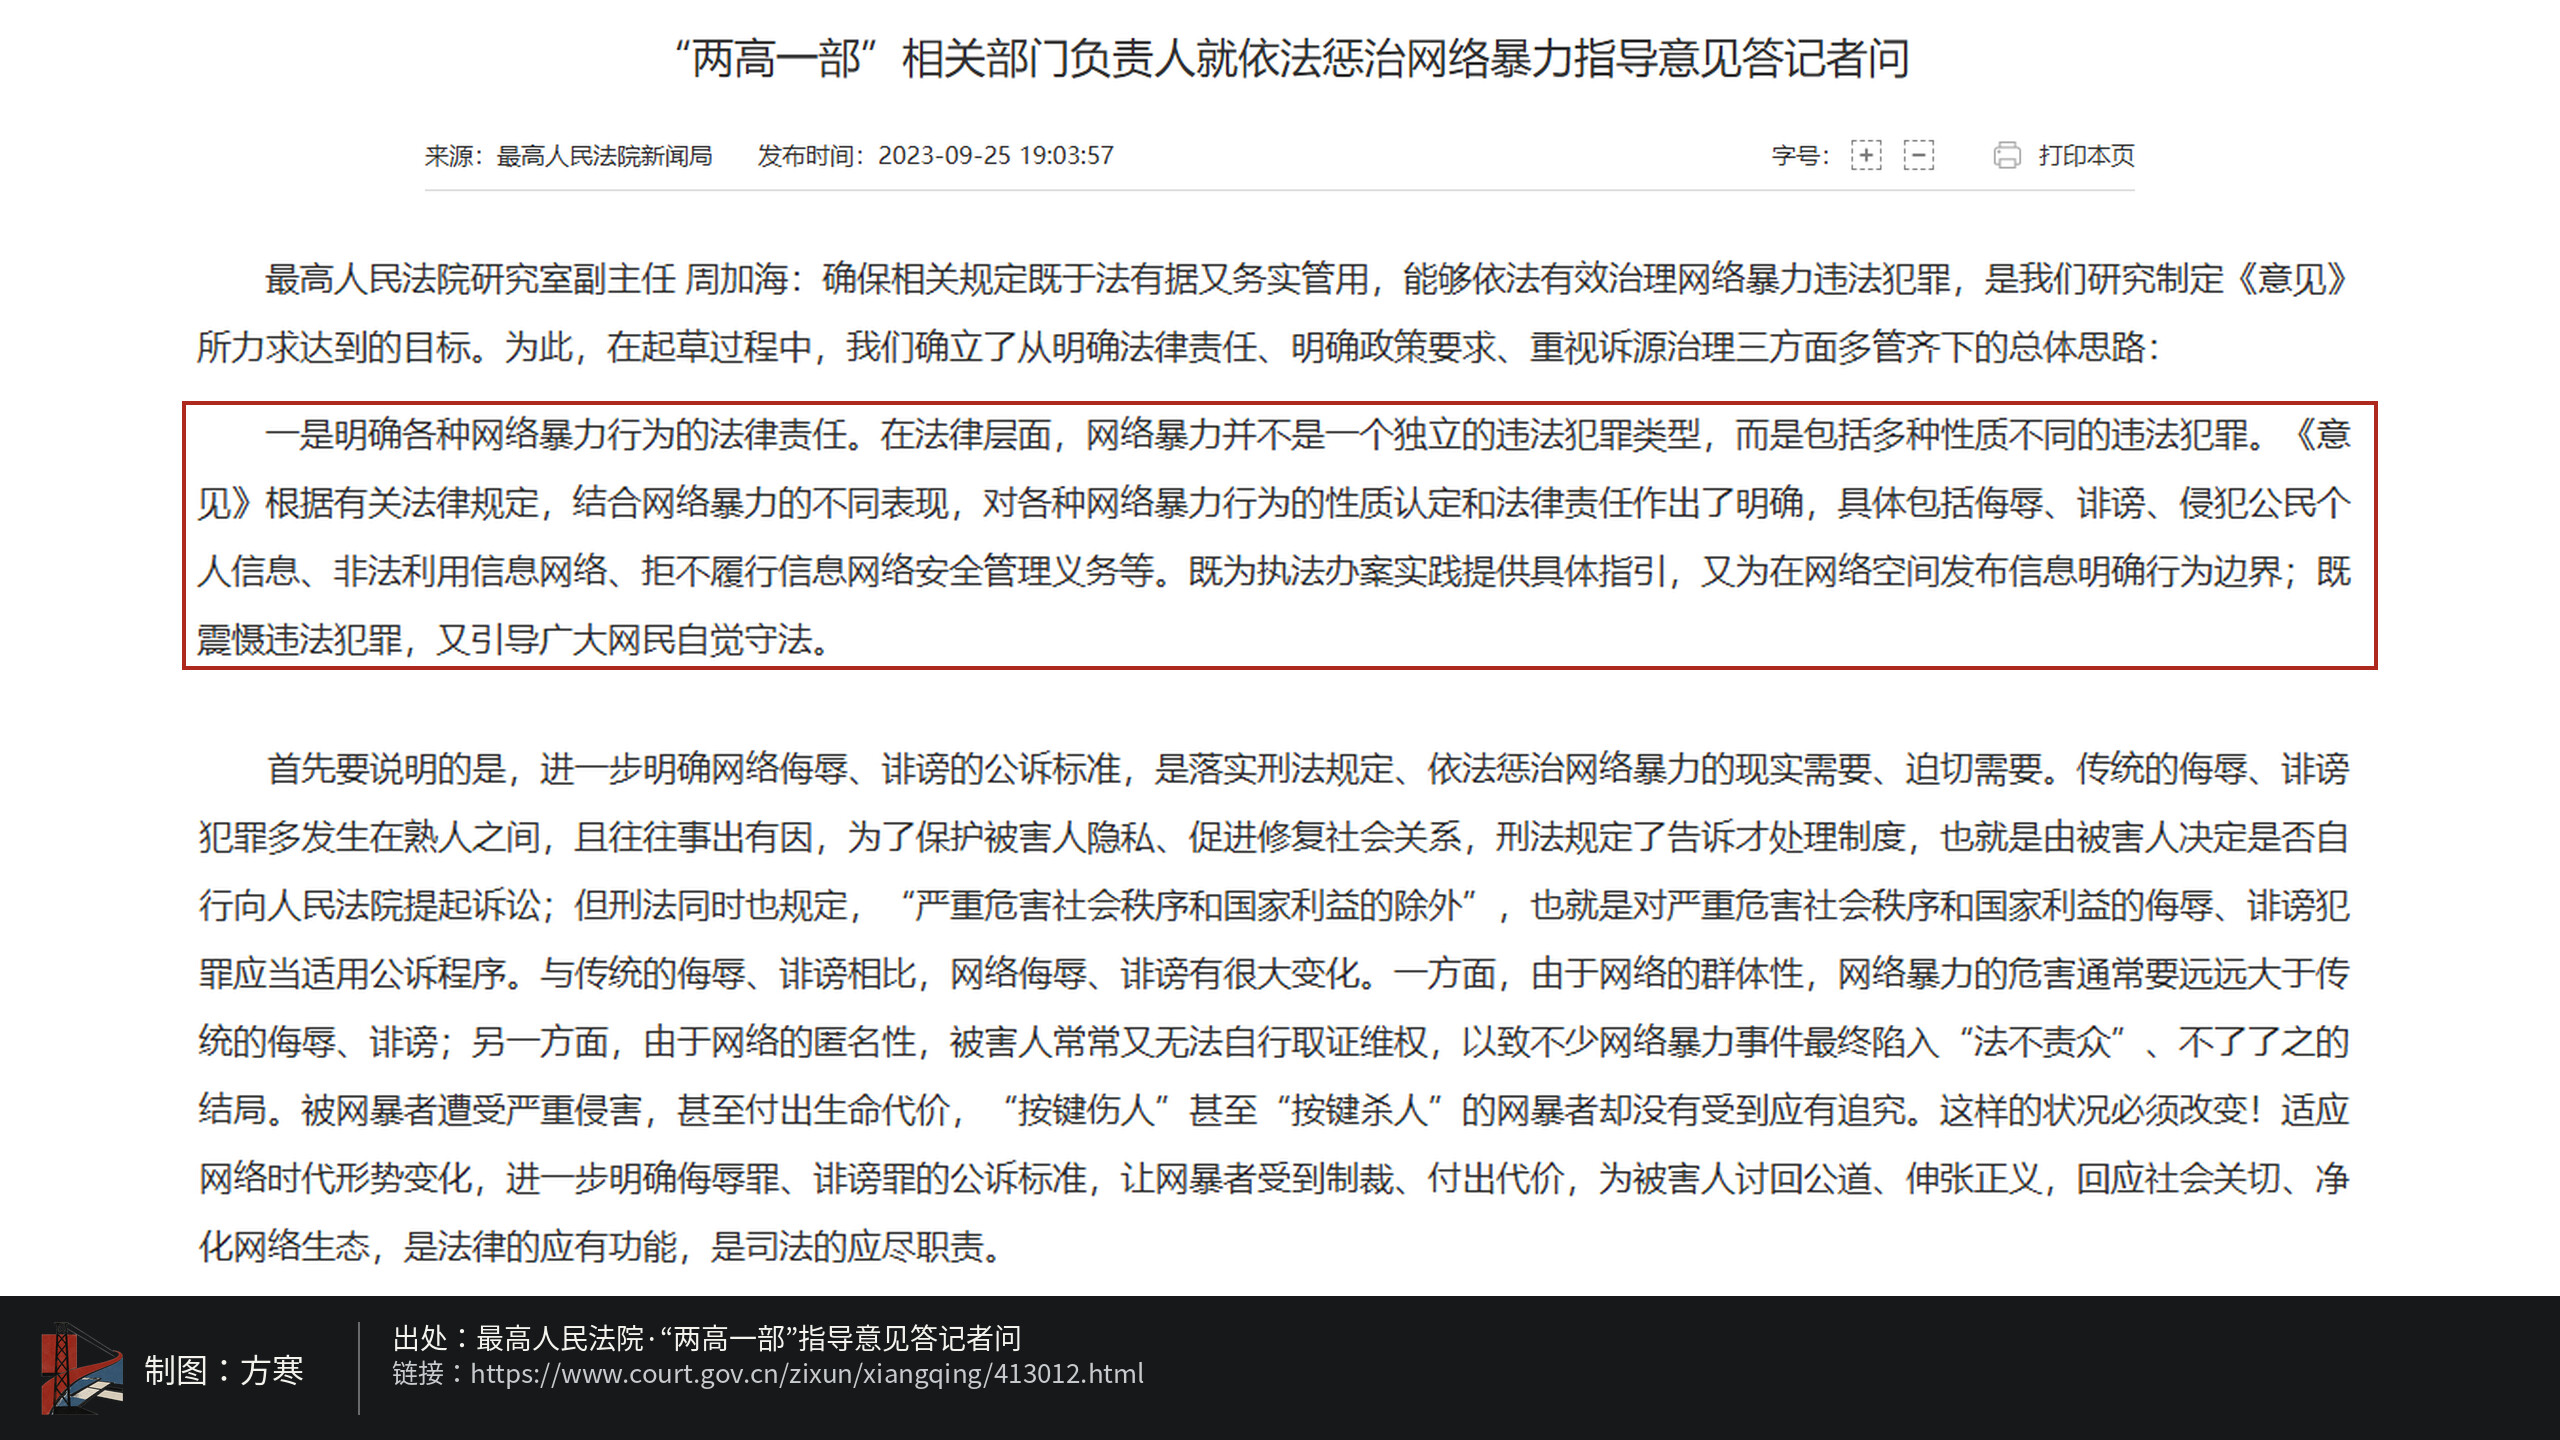 “两高一部”相关部门负责人就依法惩治网络暴力指导意见答记者问
来源：最高人民法院新闻局 发布时间：2023-09-25 19:03:57 字号： + − 打印本页
最高人民法院研究室副主任 周加海：确保相关规定既于法有据又务实管用，能够依法有效治理网络暴力违法犯罪，是我们研究制定《意见》
所力求达到的目标。为此，在起草过程中，我们确立了从明确法律责任、明确政策要求、重视诉源治理三方面多管齐下的总体思路：
一是明确各种网络暴力行为的法律责任。在法律层面，网络暴力并不是一个独立的违法犯罪类型，而是包括多种性质不同的违法犯罪。《意
见》根据有关法律规定，结合网络暴力的不同表现，对各种网络暴力行为的性质认定和法律责任作出了明确，具体包括侮辱、诽谤、侵犯公民个
人信息、非法利用信息网络、拒不履行信息网络安全管理义务等。既为执法办案实践提供具体指引，又为在网络空间发布信息明确行为边界；既
震慑违法犯罪，又引导广大网民自觉守法。
首先要说明的是，进一步明确网络侮辱、诽谤的公诉标准，是落实刑法规定、依法惩治网络暴力的现实需要、迫切需要。传统的侮辱、诽谤
犯罪多发生在熟人之间，且往往事出有因，为了保护被害人隐私、促进修复社会关系，刑法规定了告诉才处理制度，也就是由被害人决定是否自
行向人民法院提起诉讼；但刑法同时也规定，“严重危害社会秩序和国家利益的除外”，也就是对严重危害社会秩序和国家利益的侮辱、诽谤犯
罪应当适用公诉程序。与传统的侮辱、诽谤相比，网络侮辱、诽谤有很大变化。一方面，由于网络的群体性，网络暴力的危害通常要远远大于传
统的侮辱、诽谤；另一方面，由于网络的匿名性，被害人常常又无法自行取证维权，以致不少网络暴力事件最终陷入“法不责众”、不了了之的
结局。被网暴者遭受严重侵害，甚至付出生命代价，“按键伤人”甚至“按键杀人”的网暴者却没有受到应有追究。这样的状况必须改变！适应
网络时代形势变化，进一步明确侮辱罪、诽谤罪的公诉标准，让网暴者受到制裁、付出代价，为被害人讨回公道、伸张正义，回应社会关切、净
化网络生态，是法律的应有功能，是司法的应尽职责。
制图：方寒
出处：最高人民法院·“两高一部”指导意见答记者问
链接：https://www.court.gov.cn/zixun/xiangqing/413012.html